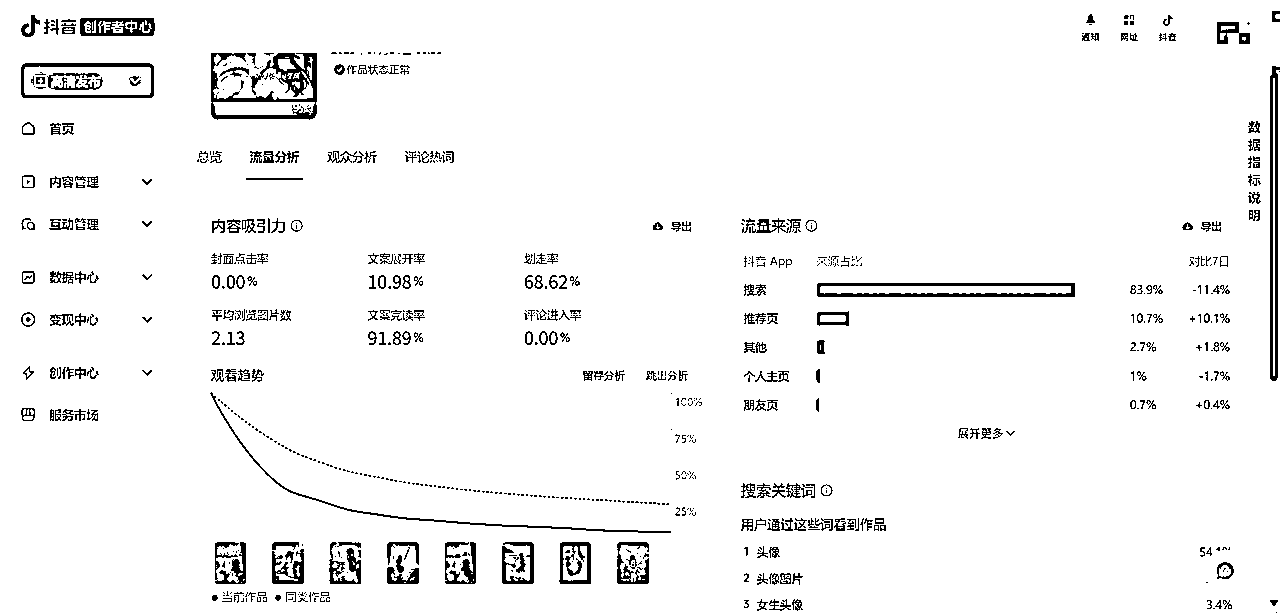 抖音 创作者中心
通知 网址 抖音
高清发布
作品状态正常
首页
内容管理
互动管理
数据中心
变现中心
创作中心
服务市场
总览 流量分析 观众分析 评论热词
数据指标说明
内容吸引力 导出
封面点击率 文案展开率 划走率
0.00% 10.98% 68.62%
平均浏览图片数 文案完读率 评论进入率
2.13 91.89% 0.00%
观看趋势 留存分析 跳出分析
100%
75%
50%
25%
当前作品 同类作品
流量来源 导出
抖音 App 来源占比 对比7日
搜索 83.9% -11.4%
推荐页 10.7% +10.1%
其他 2.7% +1.8%
个人主页 1% -1.7%
朋友页 0.7% +0.4%
展开更多
搜索关键词
用户通过这些词看到作品
1 头像
2 头像图片
3 女生头像 3.4%